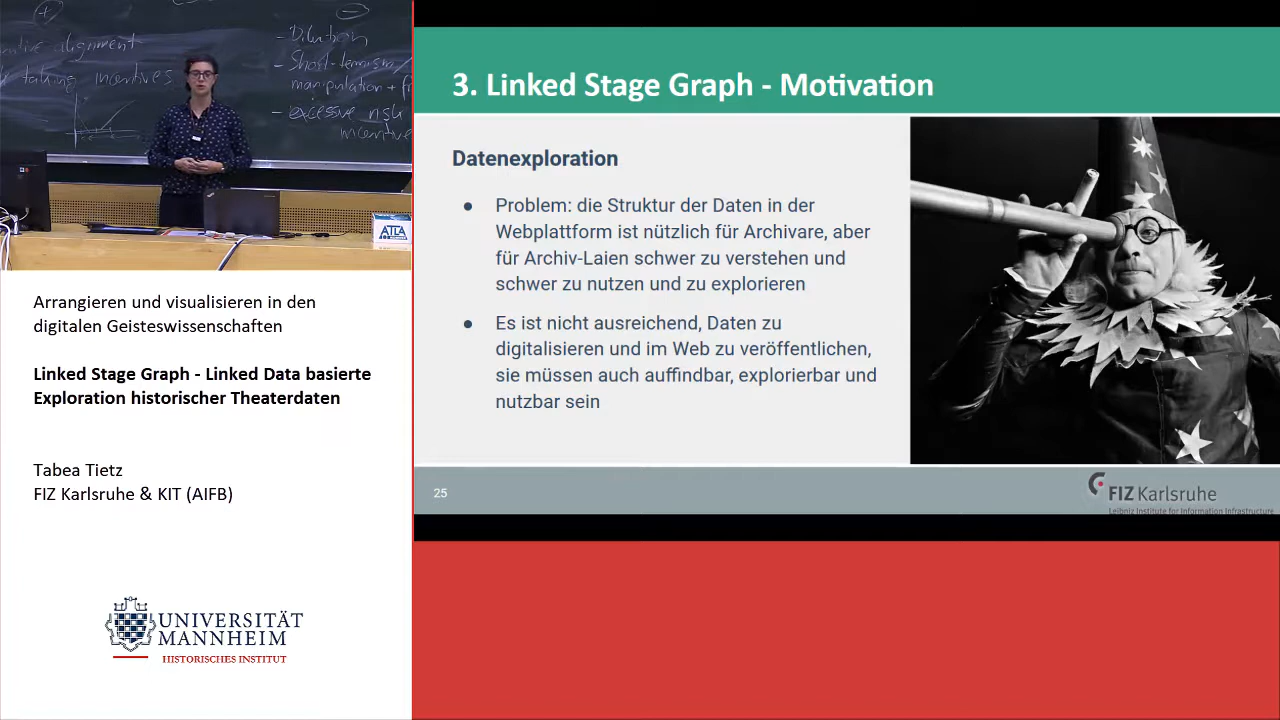 alignment
taking incentives
- Dilution
- Short-termism
manipulation +
- excessive risk
incentive
ATLA
Arrangieren und visualisieren in den
digitalen Geisteswissenschaften
Linked Stage Graph - Linked Data basierte
Exploration historischer Theaterdaten
Tabea Tietz
FIZ Karlsruhe & KIT (AIFB)
UNIVERSITÄT
MANNHEIM
HISTORISCHES INSTITUT
3. Linked Stage Graph - Motivation
Datenexploration
● Problem: die Struktur der Daten in der
Webplattform ist nützlich für Archivare, aber
für Archiv-Laien schwer zu verstehen und
schwer zu nutzen und zu explorieren
● Es ist nicht ausreichend, Daten zu
digitalisieren und im Web zu veröffentlichen,
sie müssen auch auffindbar, explorierbar und
nutzbar sein
25
FIZ Karlsruhe
Leibniz Institute for Information Infrastructure